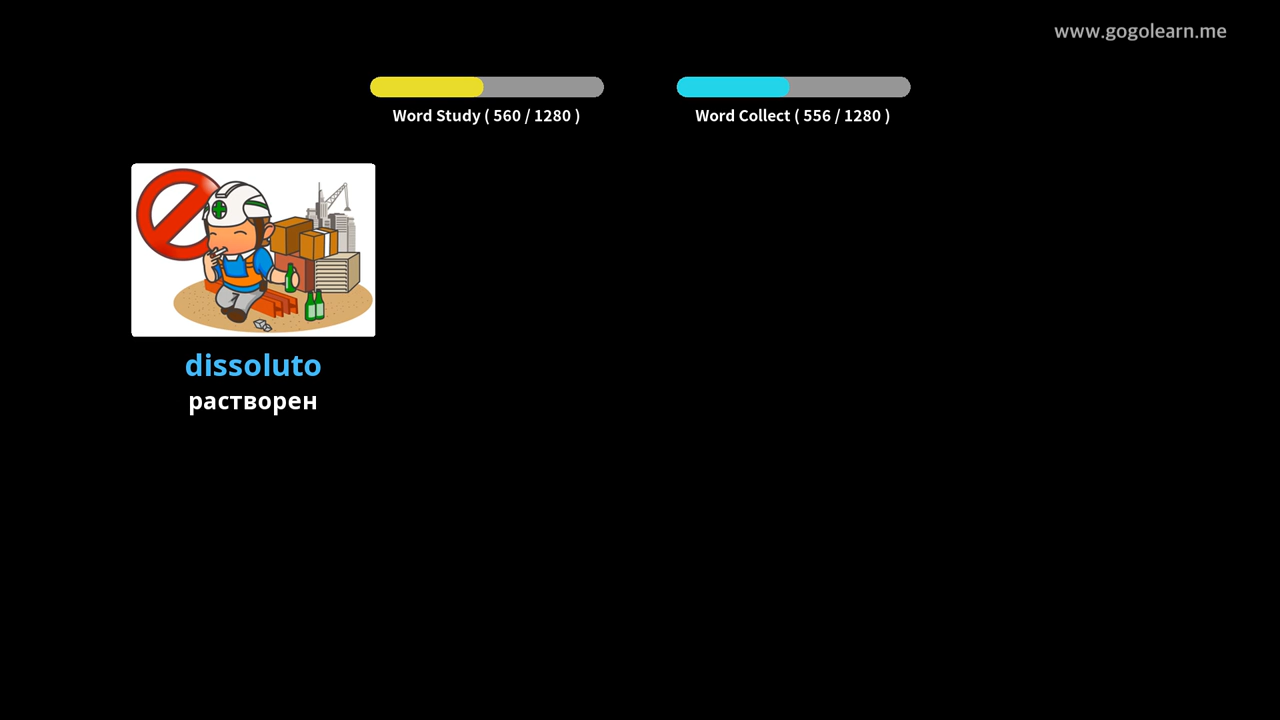 www.gogolearn.me
Word Study ( 560 / 1280 )
Word Collect ( 556 / 1280 )
dissoluto
растворен